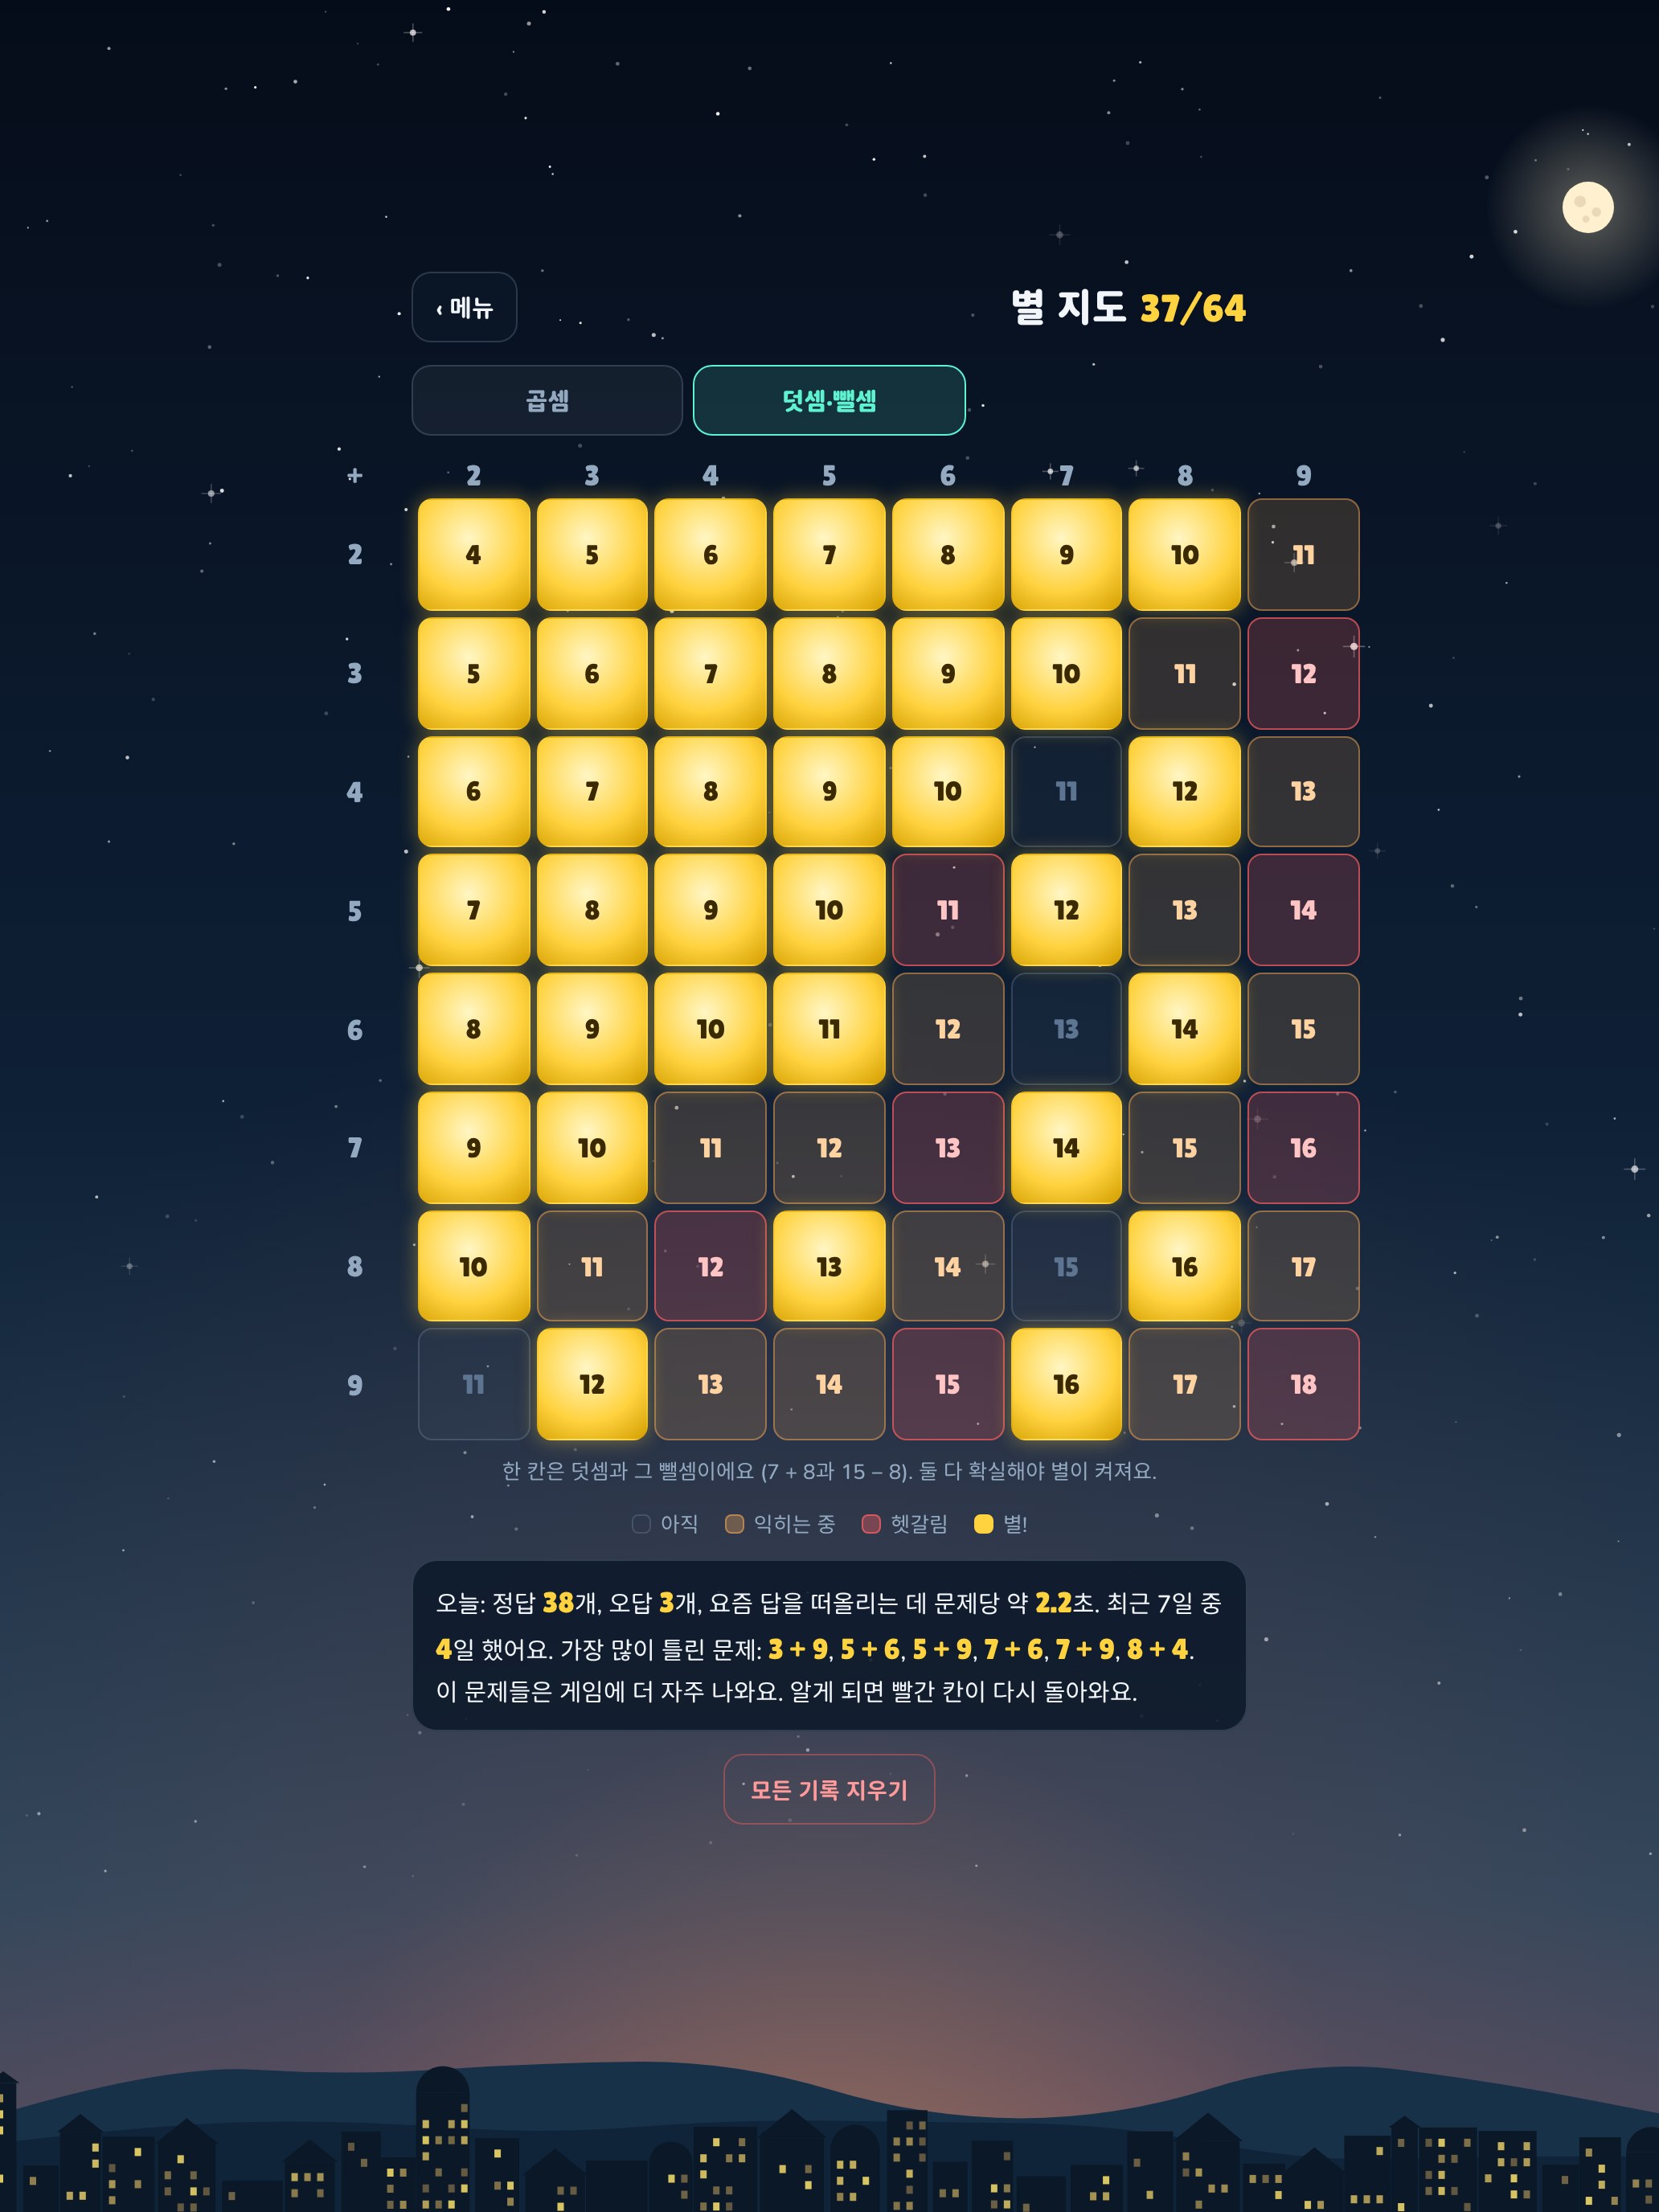 ‹ 메뉴
별 지도 37/64
곱셈 덧셈·뺄셈
+ 2 3 4 5 6 7 8 9
2 4 5 6 7 8 9 10 11
3 5 6 7 8 9 10 11 12
4 6 7 8 9 10 11 12 13
5 7 8 9 10 11 12 13 14
6 8 9 10 11 12 13 14 15
7 9 10 11 12 13 14 15 16
8 10 11 12 13 14 15 16 17
9 11 12 13 14 15 16 17 18
한 칸은 덧셈과 그 뺄셈이에요 (7 + 8과 15 − 8). 둘 다 확실해야 별이 켜져요.
아직 익히는 중 헷갈림 별!
오늘: 정답 38개, 오답 3개, 요즘 답을 떠올리는 데 문제당 약 2.2초. 최근 7일 중
4일 했어요. 가장 많이 틀린 문제: 3 + 9, 5 + 6, 5 + 9, 7 + 6, 7 + 9, 8 + 4.
이 문제들은 게임에 더 자주 나와요. 알게 되면 빨간 칸이 다시 돌아와요.
모든 기록 지우기